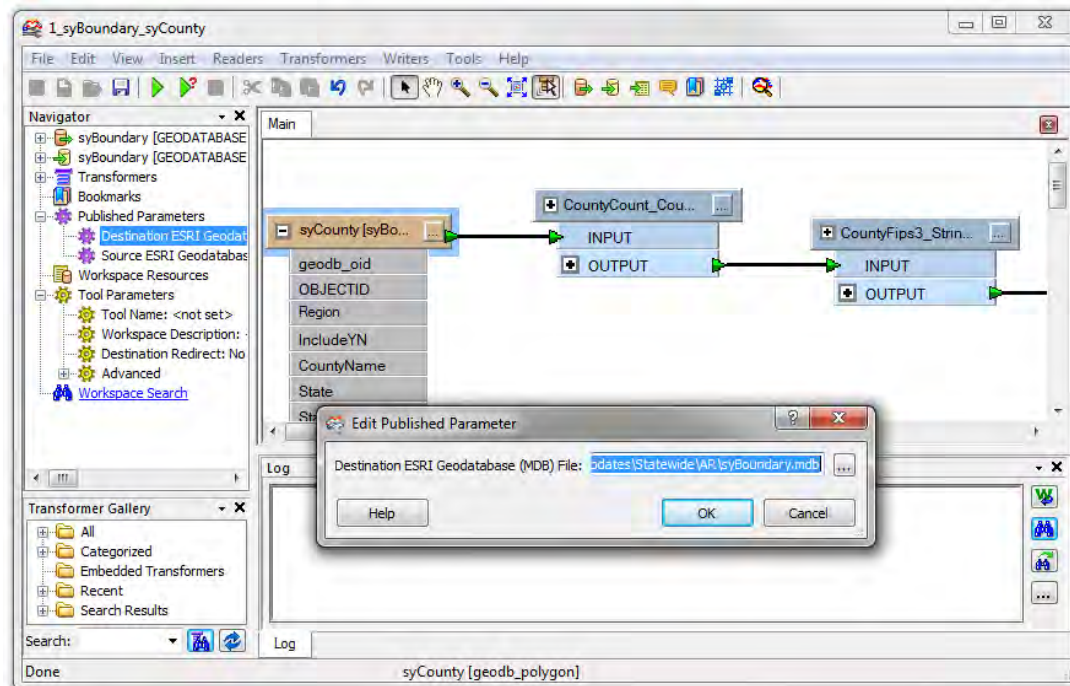 1_syBoundary_syCounty
File Edit View Insert Readers Transformers Writers Tools Help
Navigator
syBoundary [GEODATABASE
syBoundary [GEODATABASE
Transformers
Bookmarks
Published Parameters
Destination ESRI Geodat
Source ESRI Geodatabas
Workspace Resources
Tool Parameters
Tool Name: <not set>
Workspace Description:
Destination Redirect: No
Advanced
Workspace Search
Transformer Gallery
All
Categorized
Embedded Transformers
Recent
Search Results
Search:
Main
syCounty [syBo... ...
geodb_oid
OBJECTID
Region
IncludeYN
CountyName
State
CountyCount_Cou... ...
INPUT
OUTPUT
CountyFips3_Strin... ...
INPUT
OUTPUT
Edit Published Parameter
Destination ESRI Geodatabase (MDB) File: pdates\Statewide\AR\syBoundary.mdb ...
Help OK Cancel
Log
...
Log
Done
syCounty [geodb_polygon]